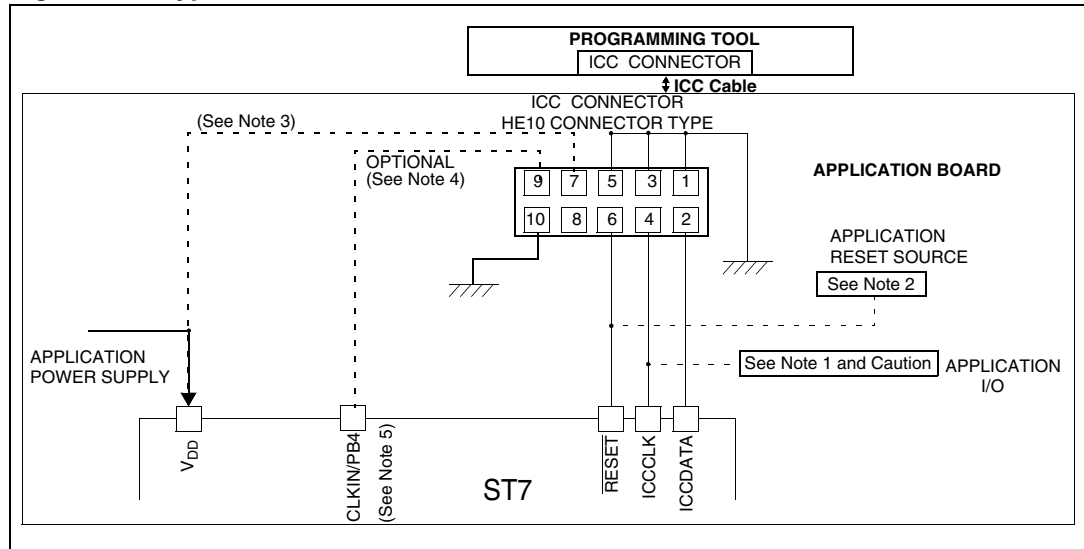 PROGRAMMING TOOL
ICC CONNECTOR
ICC Cable
ICC CONNECTOR
HE10 CONNECTOR TYPE
(See Note 3)
OPTIONAL
(See Note 4)
9 7 5 3 1
10 8 6 4 2
APPLICATION BOARD
APPLICATION
RESET SOURCE
See Note 2
APPLICATION
POWER SUPPLY
See Note 1 and Caution
APPLICATION
I/O
VDD
CLKIN/PB4
(See Note 5)
RESET
ICCCLK
ICCDATA
ST7